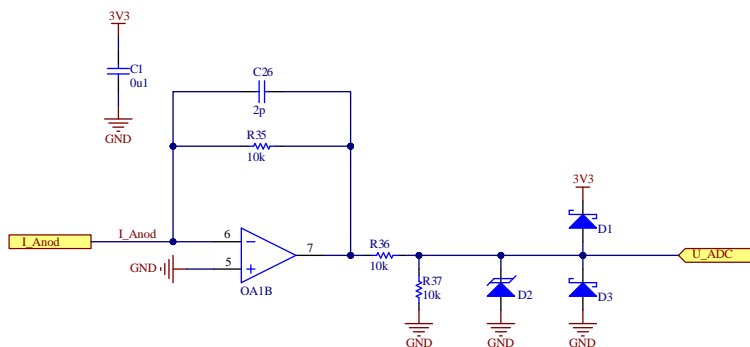 3V3
C1
0u1
GND
C26
2p
R35
10k
I_Anod
I_Anod
6
5
7
GND
OA1B
R36
10k
R37
10k
GND
D2
GND
3V3
D1
D3
GND
U_ADC